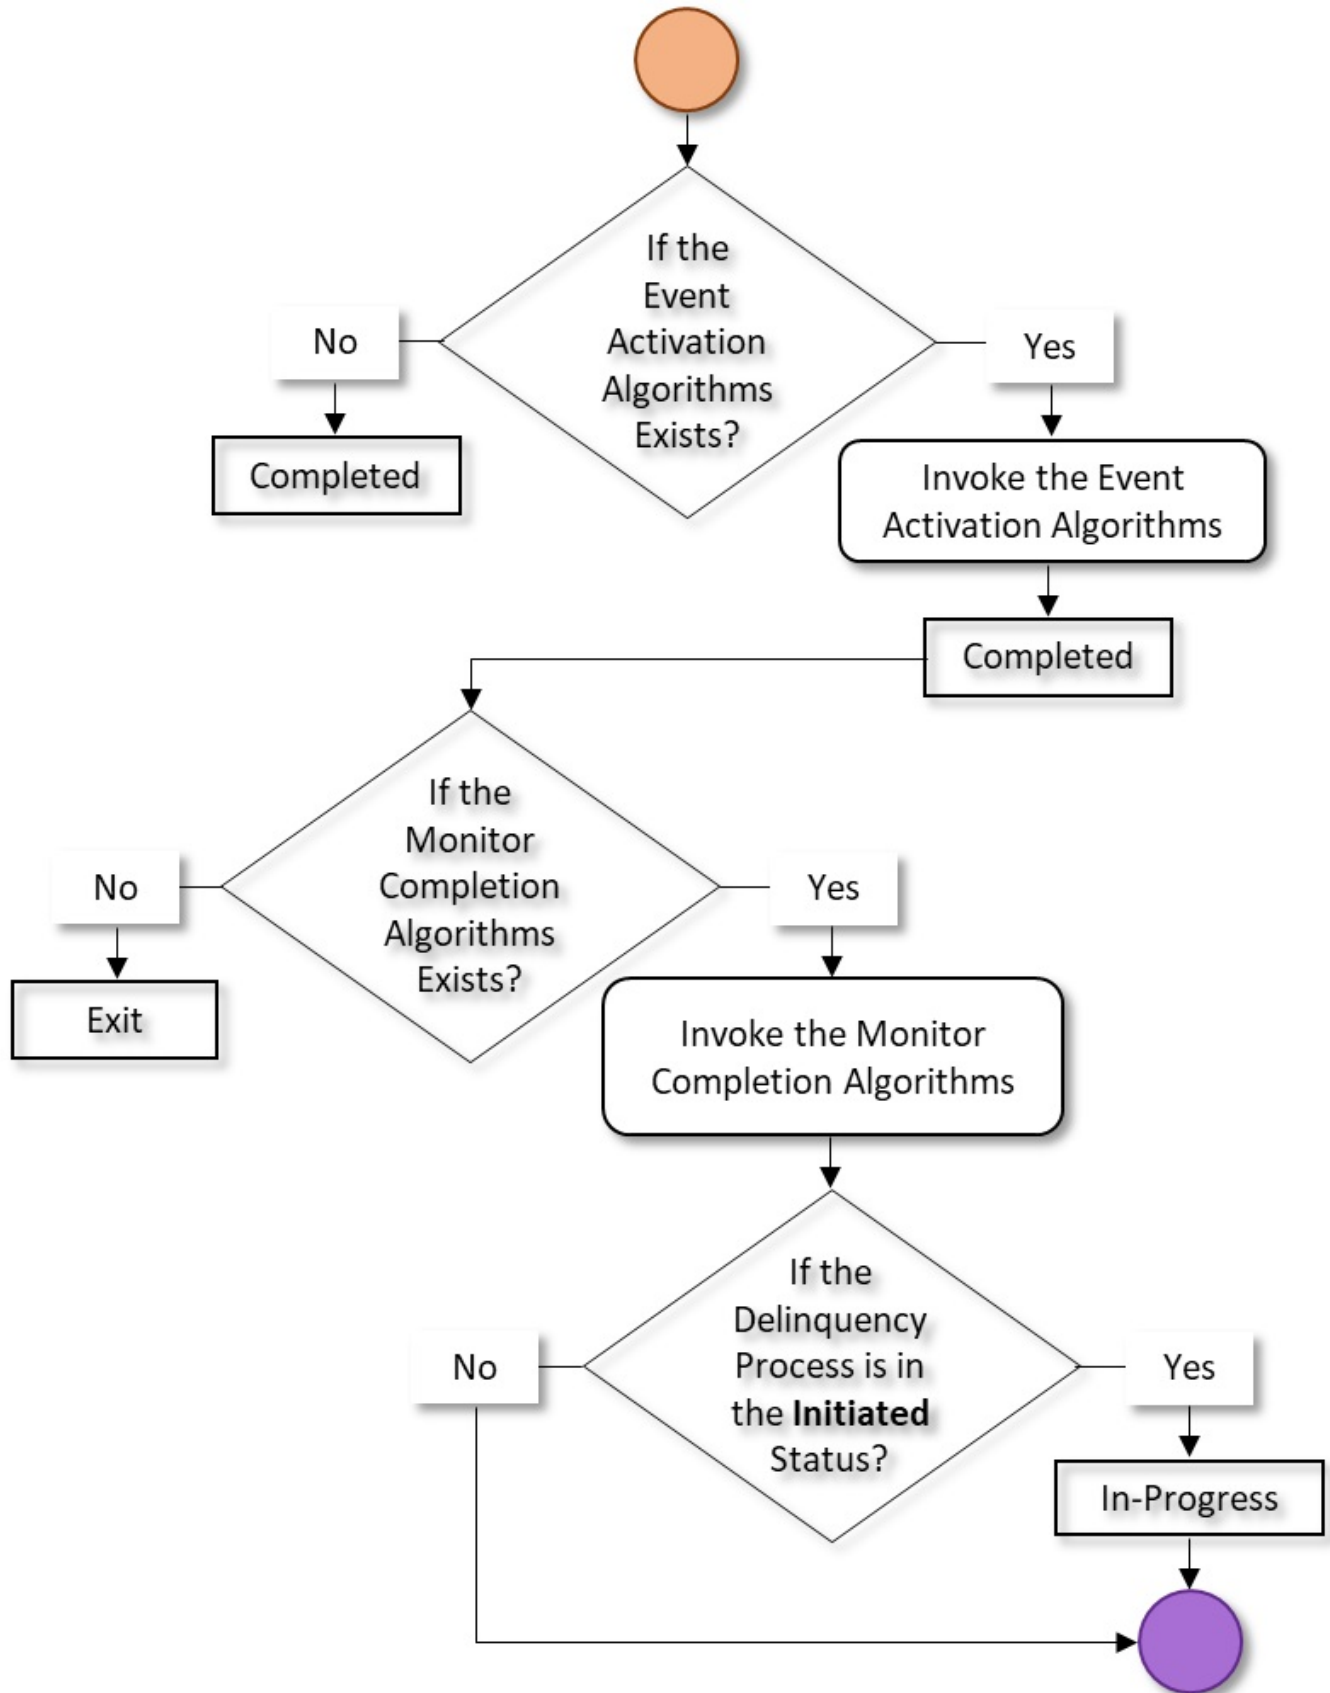 If the
Event
Activation
Algorithms
Exists?
No
Yes
Completed
Invoke the Event
Activation Algorithms
Completed
If the
Monitor
Completion
Algorithms
Exists?
No
Yes
Exit
Invoke the Monitor
Completion Algorithms
If the
Delinquency
Process is in
the Initiated
Status?
No
Yes
In-Progress